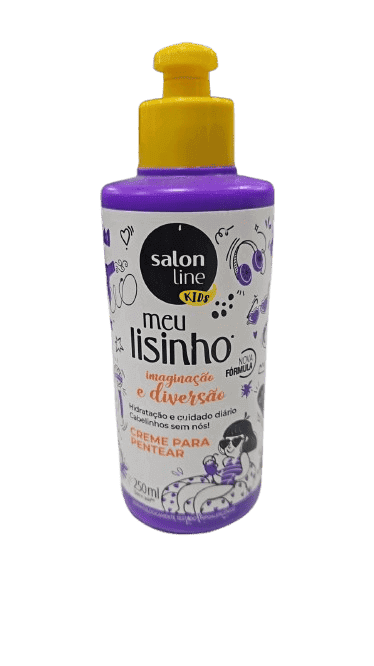 salon
line
KIDS
meu
lisinho
NOVA
FÓRMULA
imaginação
e diversão
Hidratação e cuidado diário
Cabelinhos sem nós!
CREME PARA
PENTEAR
250ml